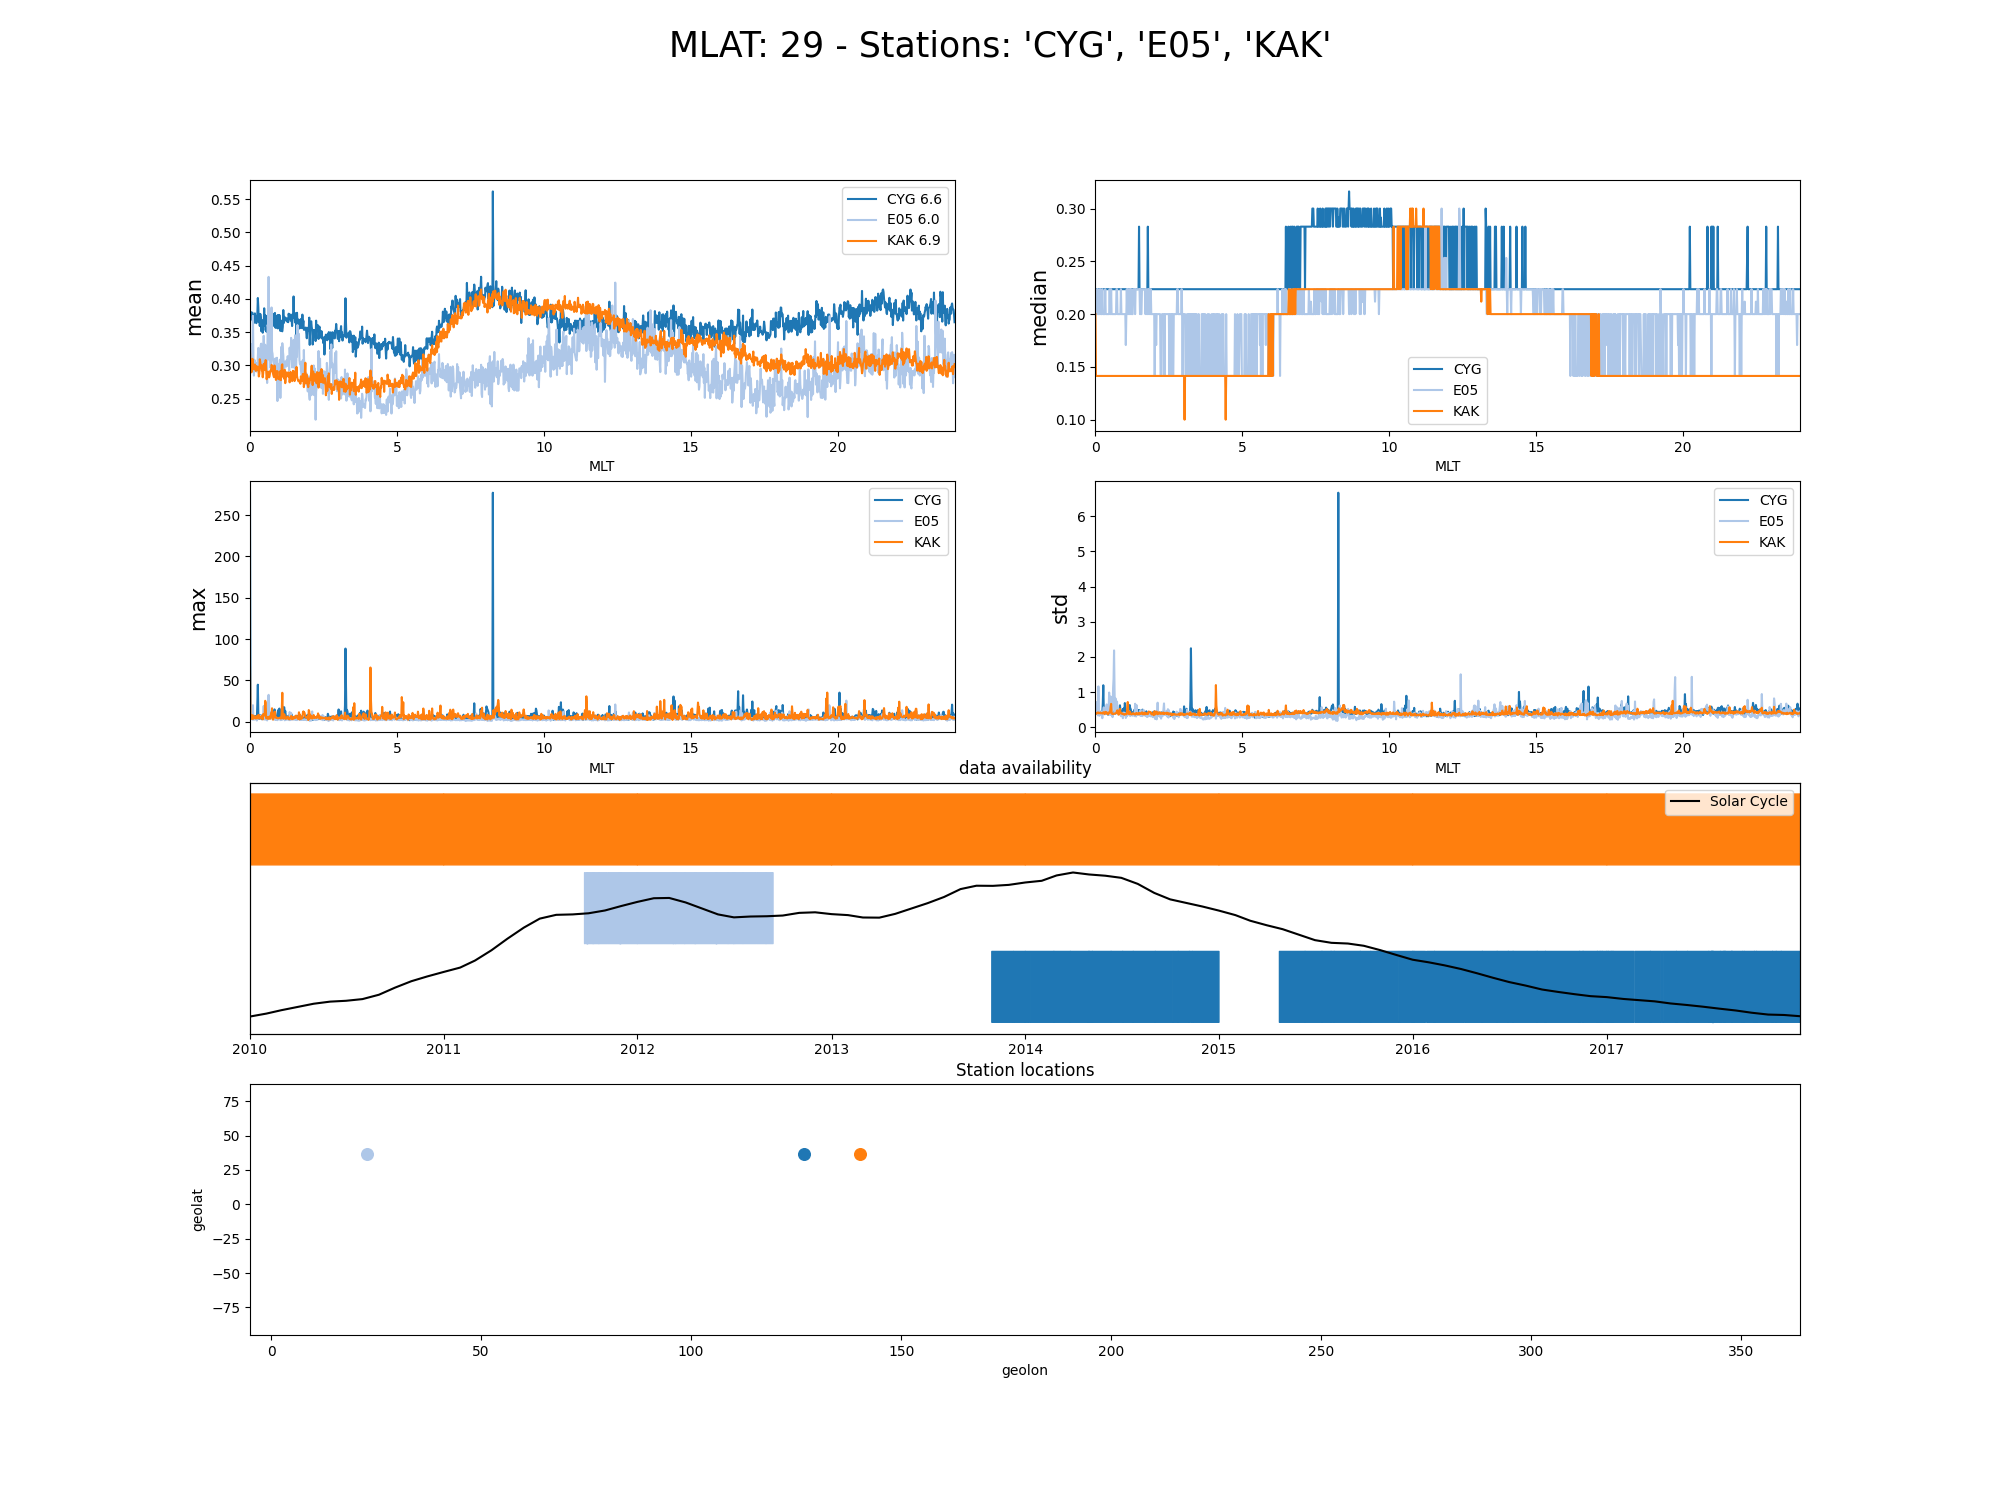 MLAT: 29 - Stations: 'CYG', 'E05', 'KAK'
mean
0.55
0.50
0.45
0.40
0.35
0.30
0.25
CYG 6.6
E05 6.0
KAK 6.9
0 5 10 15 20
MLT
median
0.30
0.25
0.20
0.15
0.10
CYG
E05
KAK
0 5 10 15 20
MLT
max
250
200
150
100
50
0
CYG
E05
KAK
0 5 10 15 20
MLT
std
6
5
4
3
2
1
0
CYG
E05
KAK
0 5 10 15 20
MLT
data availability
Solar Cycle
2010 2011 2012 2013 2014 2015 2016 2017
Station locations
geolat
75
50
25
0
−25
−50
−75
0 50 100 150 200 250 300 350
geolon